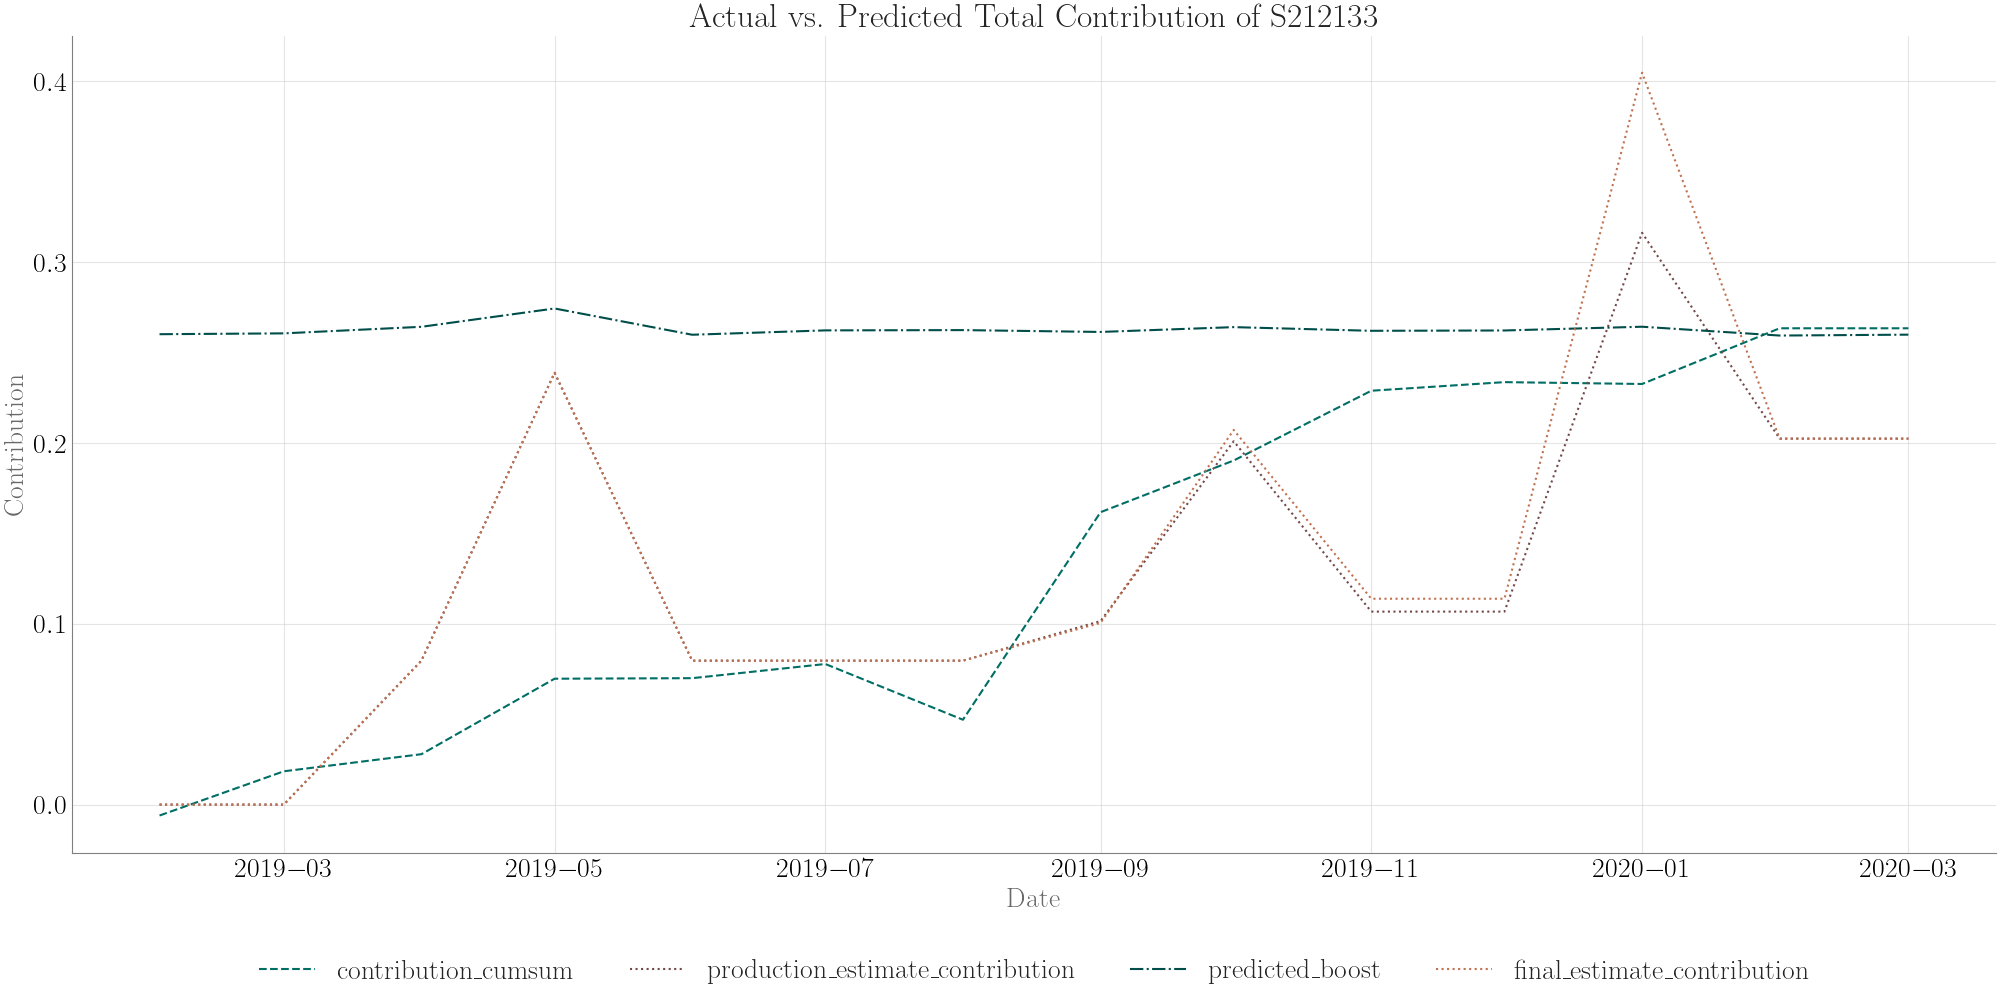 Actual vs. Predicted Total Contribution of S212133
0.4
0.3
0.2
0.1
0.0
Contribution
2019−03 2019−05 2019−07 2019−09 2019−11 2020−01 2020−03
Date
contribution_cumsum production_estimate_contribution predicted_boost final_estimate_contribution